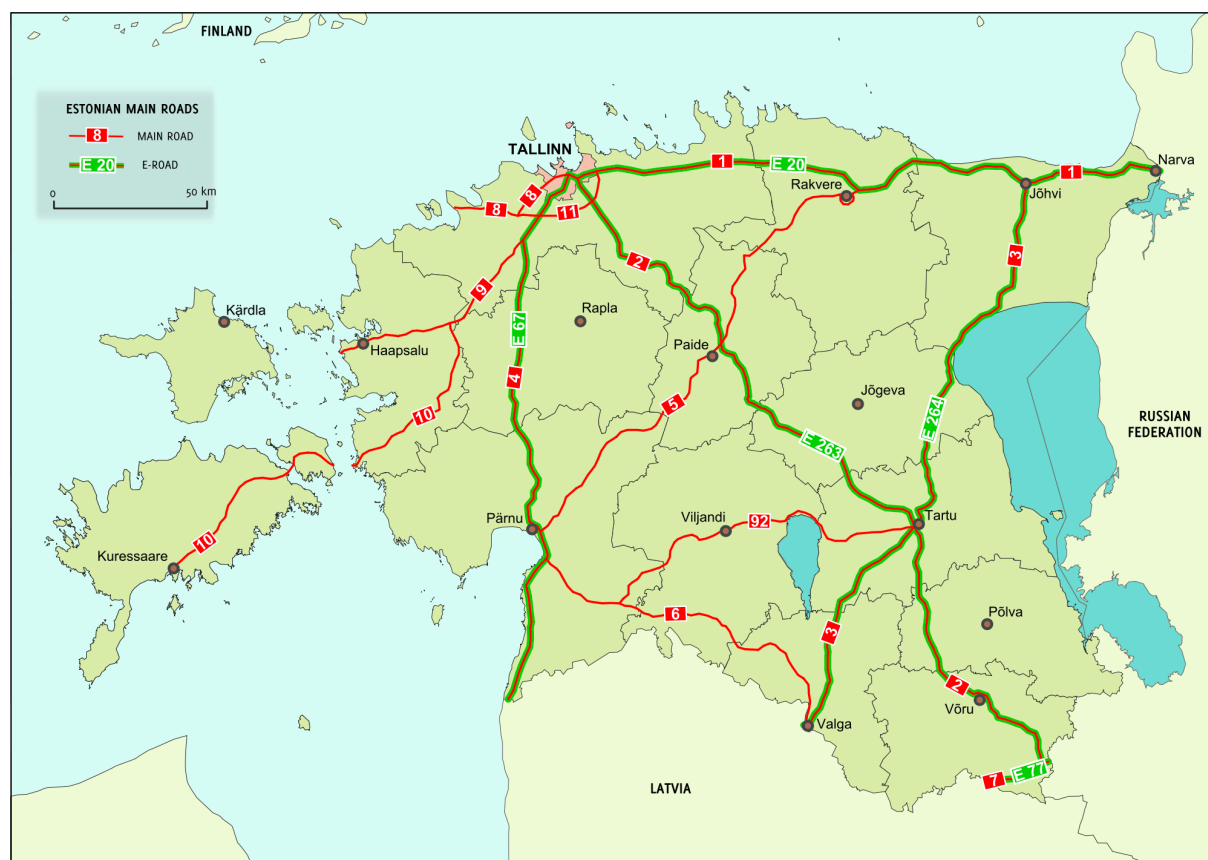 FINLAND
ESTONIAN MAIN ROADS
8 MAIN ROAD
E 20 E-ROAD
0 50 km
TALLINN
1
E 20
1
Narva
Rakvere
Jõhvi
8
8
11
3
2
9
Kärdla
Rapla
E 67
Haapsalu
Paide
4
5
Jõgeva
10
E 264
RUSSIAN
FEDERATION
E 263
Pärnu
Viljandi
92
Tartu
10
Kuressaare
6
3
Põlva
2
Võru
Valga
7
E 77
LATVIA